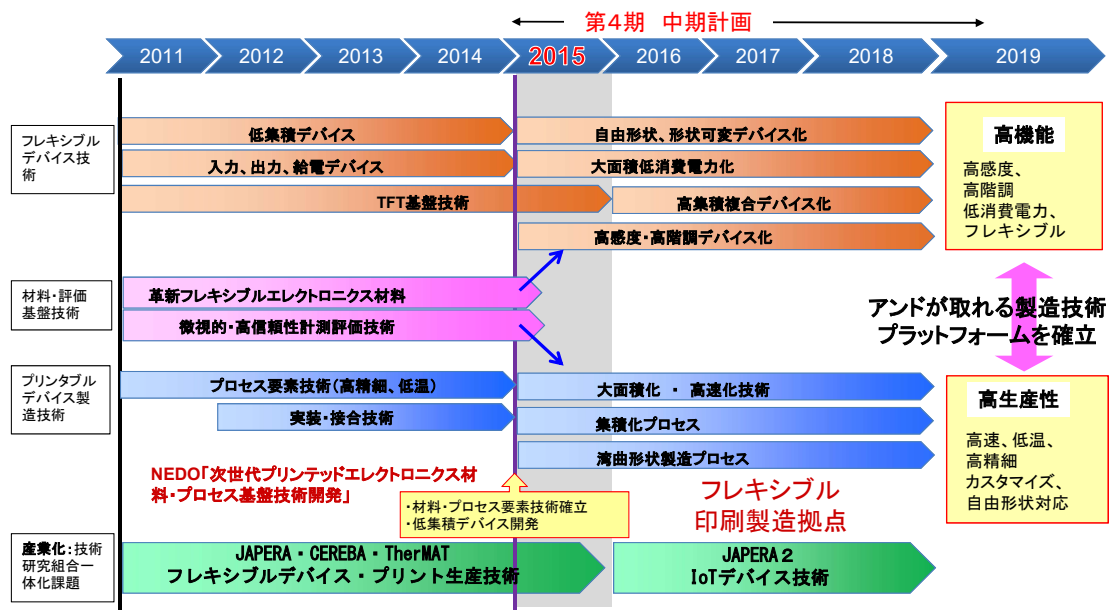 第4期 中期計画
2011
2012
2013
2014
2015
2016
2017
2018
2019
フレキシブル
デバイス技
術
低集積デバイス
入力、出力、給電デバイス
TFT基盤技術
自由形状、形状可変デバイス化
大面積低消費電力化
高集積複合デバイス化
高感度・高階調デバイス化
高機能
高感度、
高階調
低消費電力、
フレキシブル
材料・評価
基盤技術
革新フレキシブルエレクトロニクス材料
微視的・高信頼性計測評価技術
アンドが取れる製造技術
プラットフォームを確立
プリンタブル
デバイス製
造技術
プロセス要素技術(高精細、低温)
実装・接合技術
大面積化 ・ 高速化技術
集積化プロセス
湾曲形状製造プロセス
高生産性
高速、低温、
高精細
カスタマイズ、
自由形状対応
NEDO「次世代プリンテッドエレクトロニクス材
料・プロセス基盤技術開発」
・材料・プロセス要素技術確立
・低集積デバイス開発
フレキシブル
印刷製造拠点
産業化:技術
研究組合一
体化課題
JAPERA・CEREBA・TherMAT
フレキシブルデバイス・プリント生産技術
JAPERA2
IoTデバイス技術